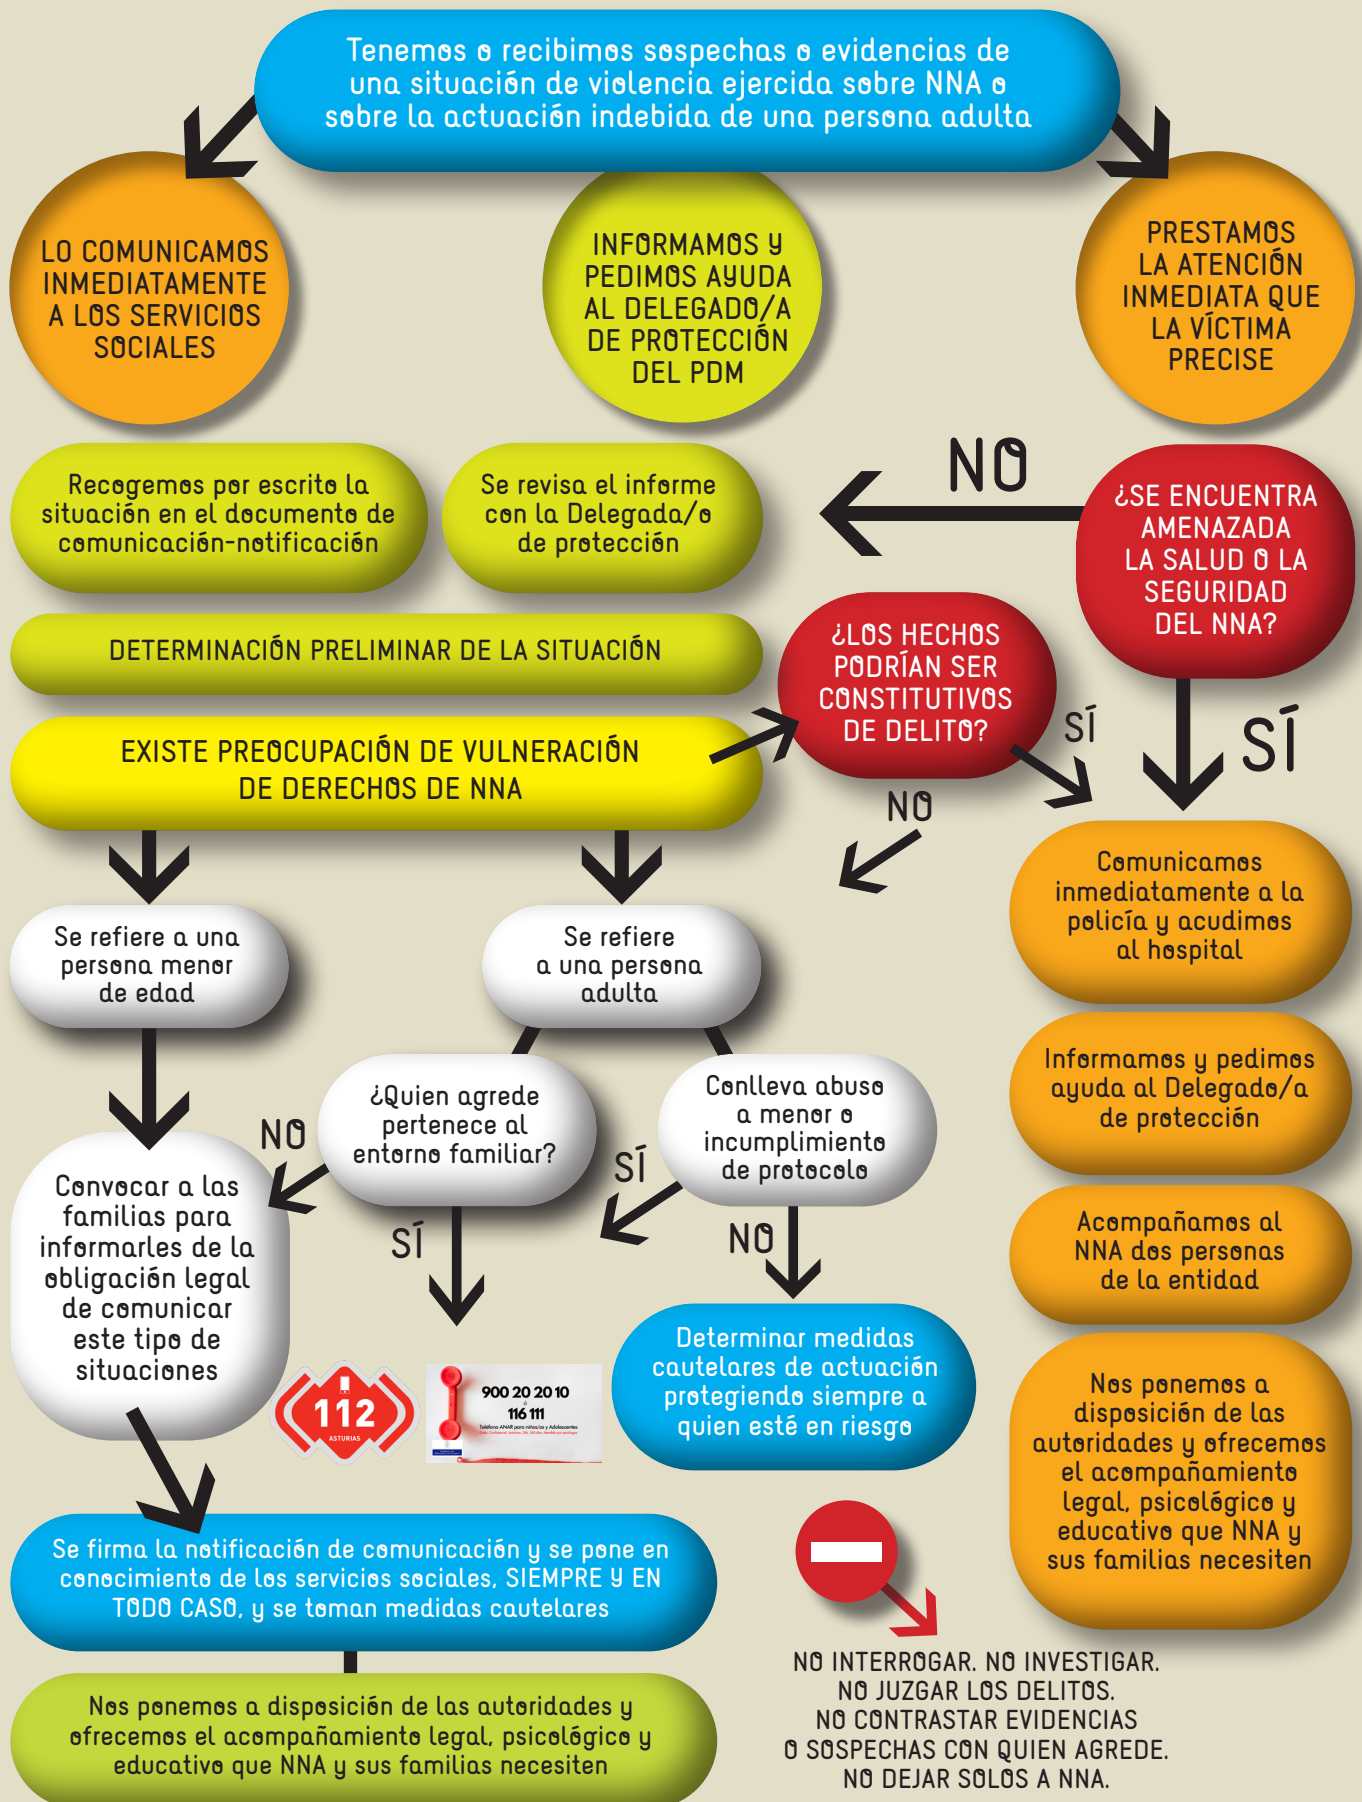 Tenemos o recibimos sospechas o evidencias de
una situación de violencia ejercida sobre NNA o
sobre la actuación indebida de una persona adulta
LO COMUNICAMOS
INMEDIATAMENTE
A LOS SERVICIOS
SOCIALES
INFORMAMOS Y
PEDIMOS AYUDA
AL DELEGADO/A
DE PROTECCIÓN
DEL PDM
PRESTAMOS
LA ATENCIÓN
INMEDIATA QUE
LA VÍCTIMA
PRECISE
Recogemos por escrito la
situación en el documento de
comunicación-notificación
Se revisa el informe
con la Delegada/o
de protección
NO
¿SE ENCUENTRA
AMENAZADA
LA SALUD O LA
SEGURIDAD
DEL NNA?
DETERMINACIÓN PRELIMINAR DE LA SITUACIÓN
¿LOS HECHOS
PODRÍAN SER
CONSTITUTIVOS
DE DELITO?
SÍ
SÍ
NO
EXISTE PREOCUPACIÓN DE VULNERACIÓN
DE DERECHOS DE NNA
Comunicamos
inmediatamente a la
policía y acudimos
al hospital
Se refiere a una
persona menor
de edad
Se refiere
a una persona
adulta
Informamos y pedimos
ayuda al Delegado/a
de protección
¿Quien agrede
pertenece al
entorno familiar?
NO
SÍ
Conlleva abuso
a menor o
incumplimiento
de protocolo
SÍ
NO
Convocar a las
familias para
informarles de la
obligación legal
de comunicar
este tipo de
situaciones
Acompañamos al
NNA dos personas
de la entidad
112
ASTURIAS
900 20 20 10
ó
116 111
Teléfono ANAR para niños/as y Adolescentes
Determinar medidas
cautelares de actuación
protegiendo siempre a
quien esté en riesgo
Nos ponemos a
disposición de las
autoridades y ofrecemos
el acompañamiento
legal, psicológico y
educativo que NNA y
sus familias necesiten
Se firma la notificación de comunicación y se pone en
conocimiento de los servicios sociales, SIEMPRE Y EN
TODO CASO, y se toman medidas cautelares
Nos ponemos a disposición de las autoridades y
ofrecemos el acompañamiento legal, psicológico y
educativo que NNA y sus familias necesiten
NO INTERROGAR. NO INVESTIGAR.
NO JUZGAR LOS DELITOS.
NO CONTRASTAR EVIDENCIAS
O SOSPECHAS CON QUIEN AGREDE.
NO DEJAR SOLOS A NNA.